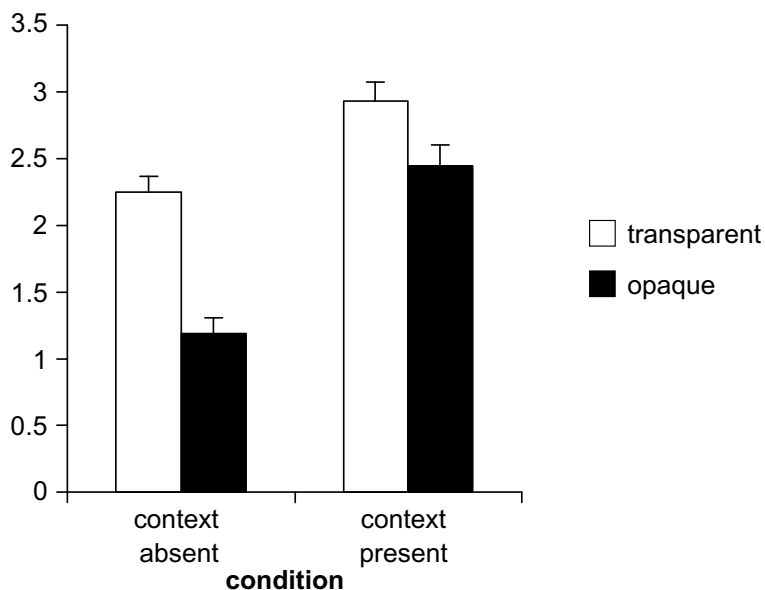 3.5
3
2.5
2
1.5
1
0.5
0
transparent
opaque
context
absent
context
present
condition